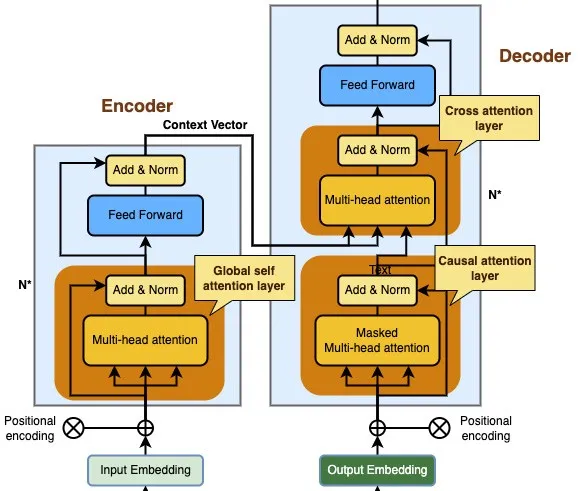 Encoder
Context Vector
Add & Norm
Feed Forward
N*
Global self
attention layer
Add & Norm
Multi-head attention
Positional
encoding
Input Embedding
Decoder
Add & Norm
Feed Forward
Cross attention
layer
Add & Norm
Multi-head attention
N*
Text
Causal attention
layer
Add & Norm
Masked
Multi-head attention
Positional
encoding
Output Embedding